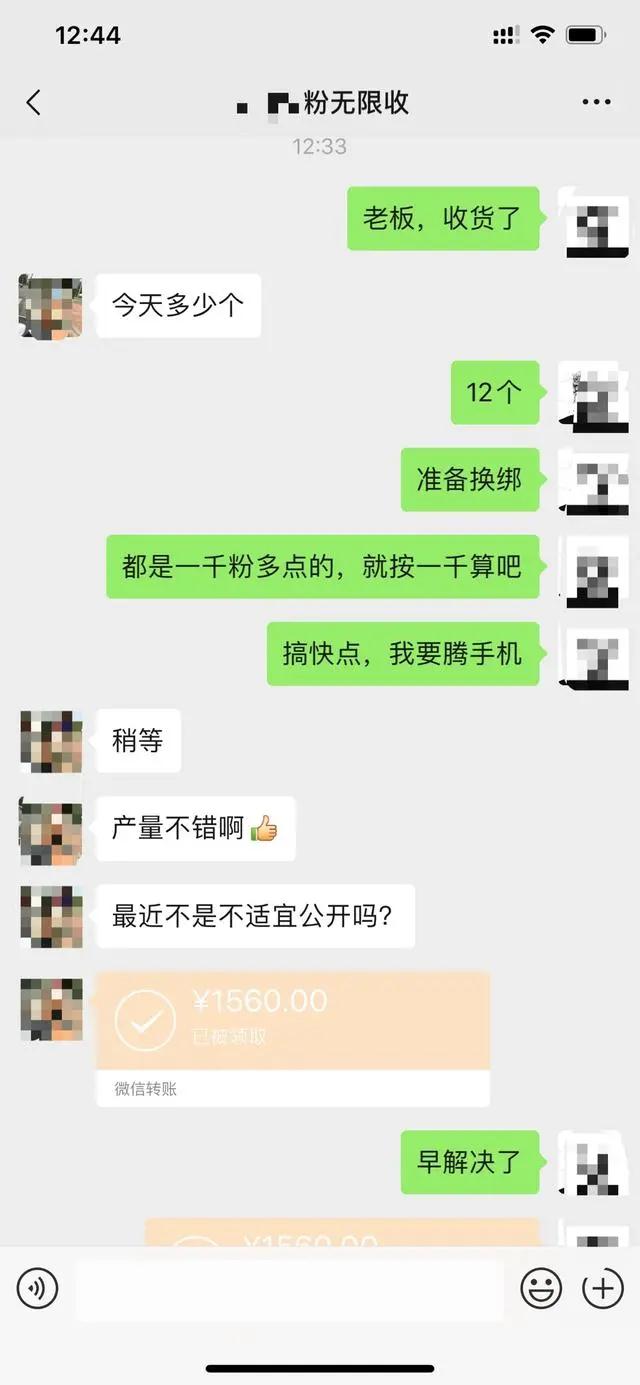 12:44
粉无限收
12:33
老板，收货了
今天多少个
12个
准备换绑
都是一千粉多点的，就按一千算吧
搞快点，我要腾手机
稍等
产量不错啊
最近不是不适宜公开吗？
¥1560.00
已被领取
微信转账
早解决了
¥1560.00